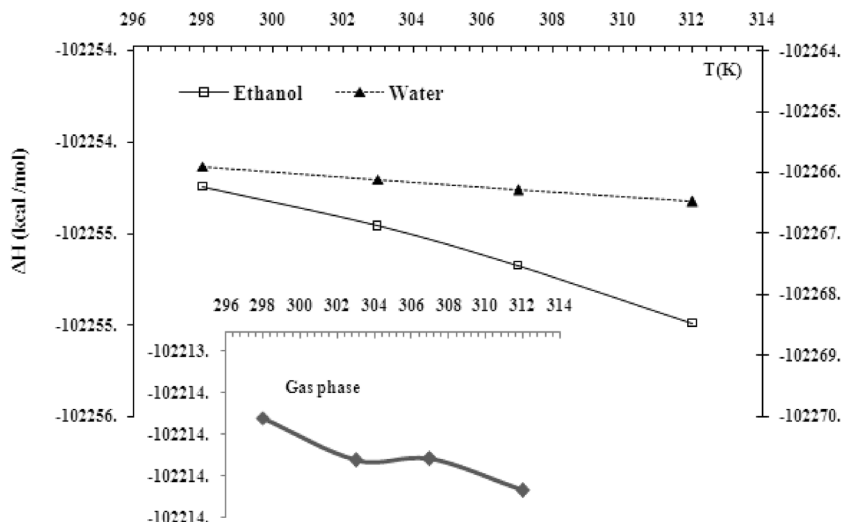 296 298 300 302 304 306 308 310 312 314
-102254. -102264.
T(K)
Ethanol Water
-102265.
-102254.
-102266.
ΔH (kcal /mol)
-102255. -102267.
-102268.
296 298 300 302 304 306 308 310 312 314
-102255.
-102213.
-102269.
Gas phase
-102214.
-102256. -102270.
-102214.
-102214.
-102214.